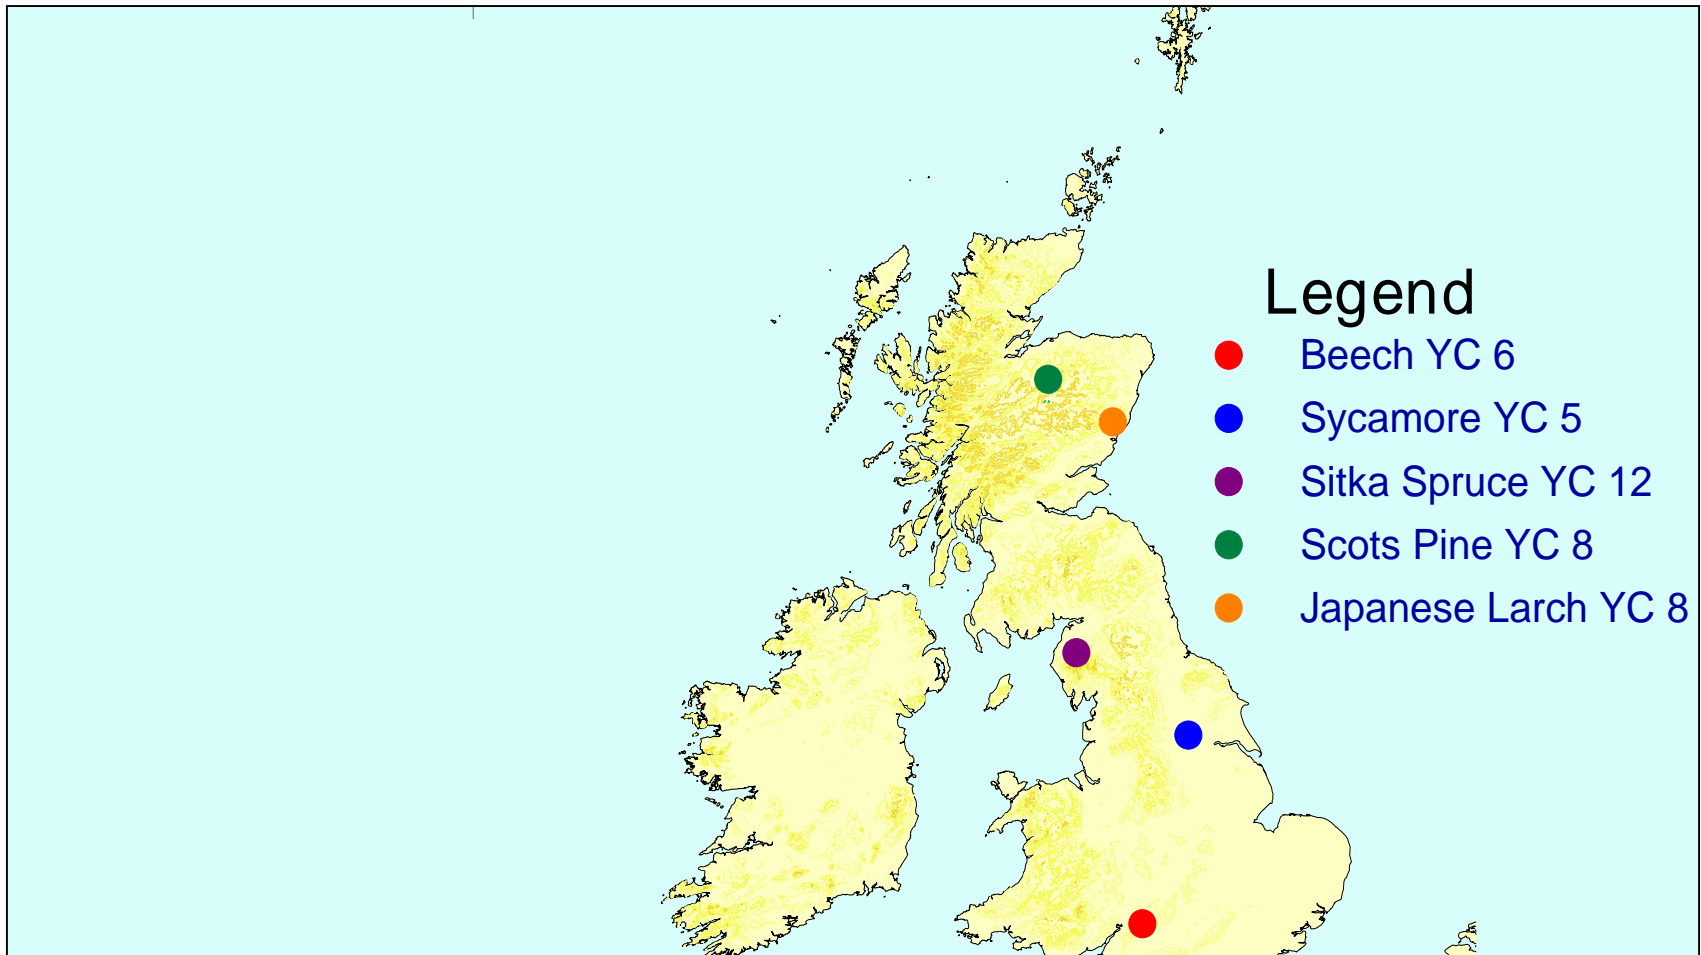 Legend
Beech YC 6
Sycamore YC 5
Sitka Spruce YC 12
Scots Pine YC 8
Japanese Larch YC 8